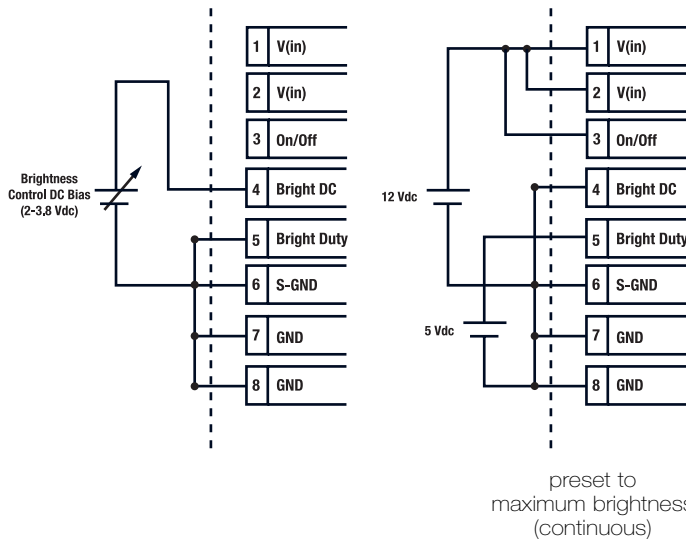 1 V(in)
2 V(in)
3 On/Off
4 Bright DC
5 Bright Duty
6 S-GND
7 GND
8 GND
Brightness
Control DC Bias
(2-3.8 Vdc)
1 V(in)
2 V(in)
3 On/Off
4 Bright DC
5 Bright Duty
6 S-GND
7 GND
8 GND
12 Vdc
5 Vdc
preset to
maximum brightness
(continuous)